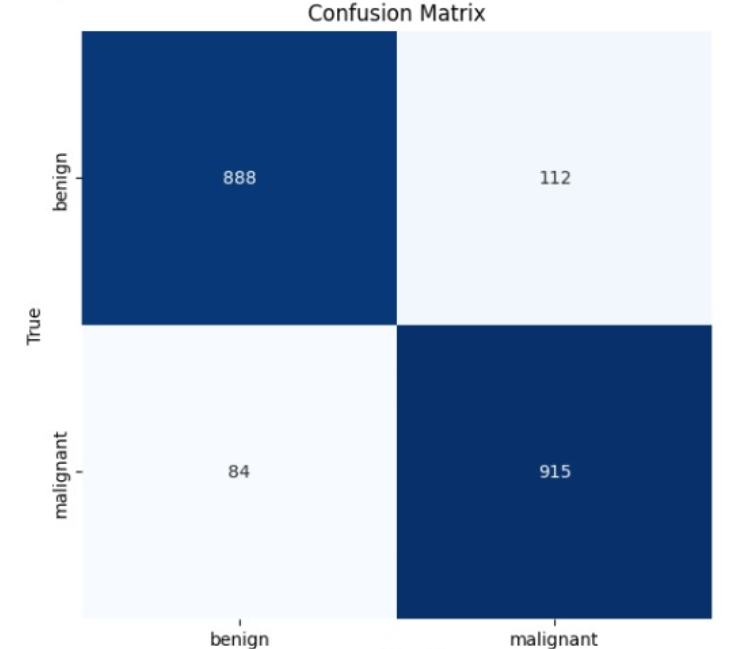 Confusion Matrix
benign
888
112
True
malignant
84
915
benign
malignant